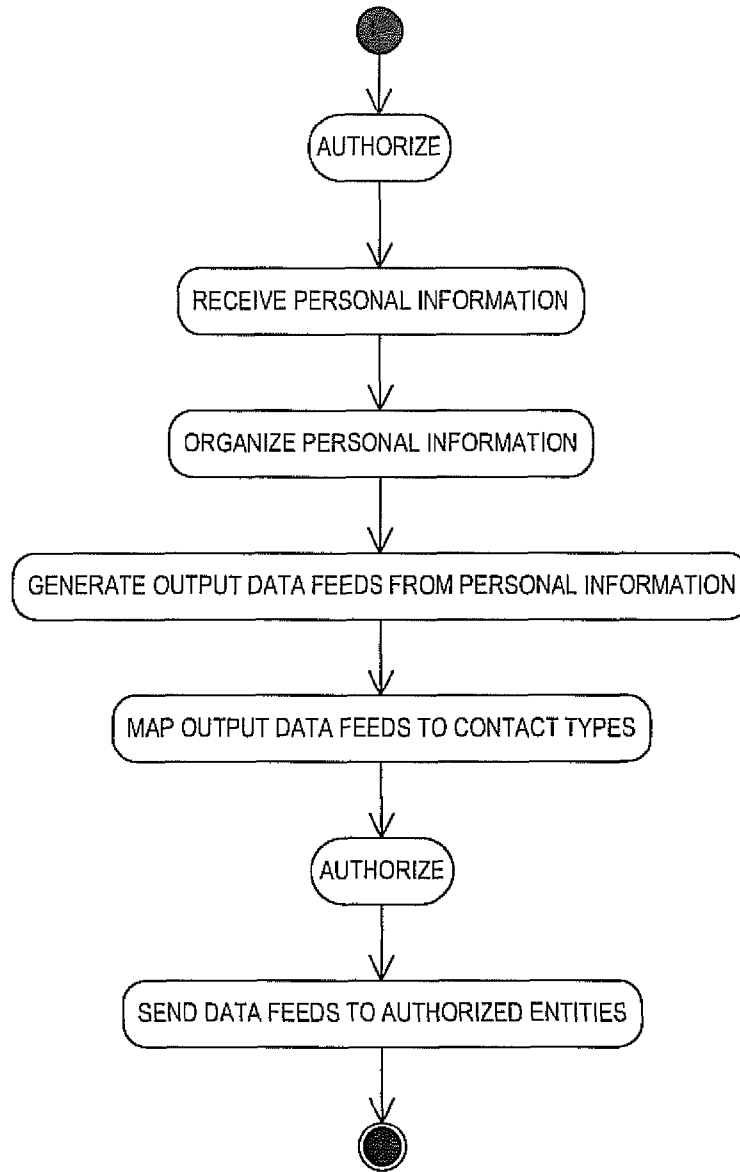 AUTHORIZE
RECEIVE PERSONAL INFORMATION
ORGANIZE PERSONAL INFORMATION
GENERATE OUTPUT DATA FEEDS FROM PERSONAL INFORMATION
MAP OUTPUT DATA FEEDS TO CONTACT TYPES
AUTHORIZE
SEND DATA FEEDS TO AUTHORIZED ENTITIES